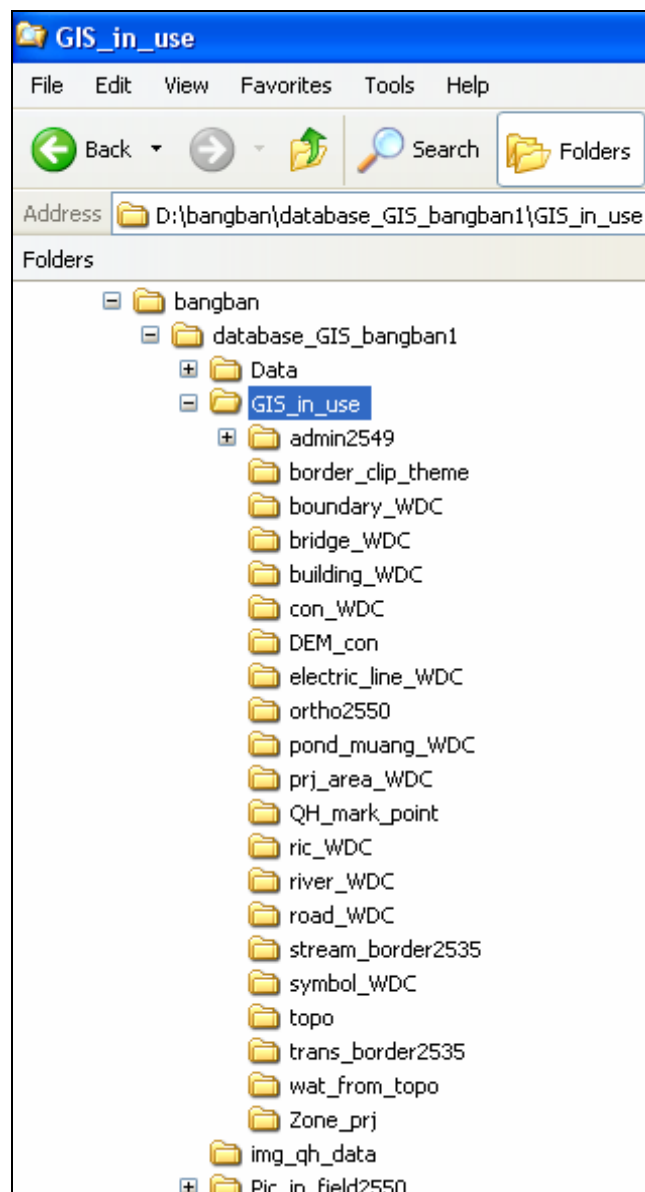 GIS_in_use
File Edit View Favorites Tools Help
Back Search Folders
Address D:\bangban\database_GIS_bangban1\GIS_in_use
Folders
bangban
database_GIS_bangban1
Data
GIS_in_use
admin2549
border_clip_theme
boundary_WDC
bridge_WDC
building_WDC
con_WDC
DEM_con
electric_line_WDC
ortho2550
pond_muang_WDC
prj_area_WDC
QH_mark_point
ric_WDC
river_WDC
road_WDC
stream_border2535
symbol_WDC
topo
trans_border2535
wat_from_topo
Zone_prj
img_qh_data
Pic_in_field2550